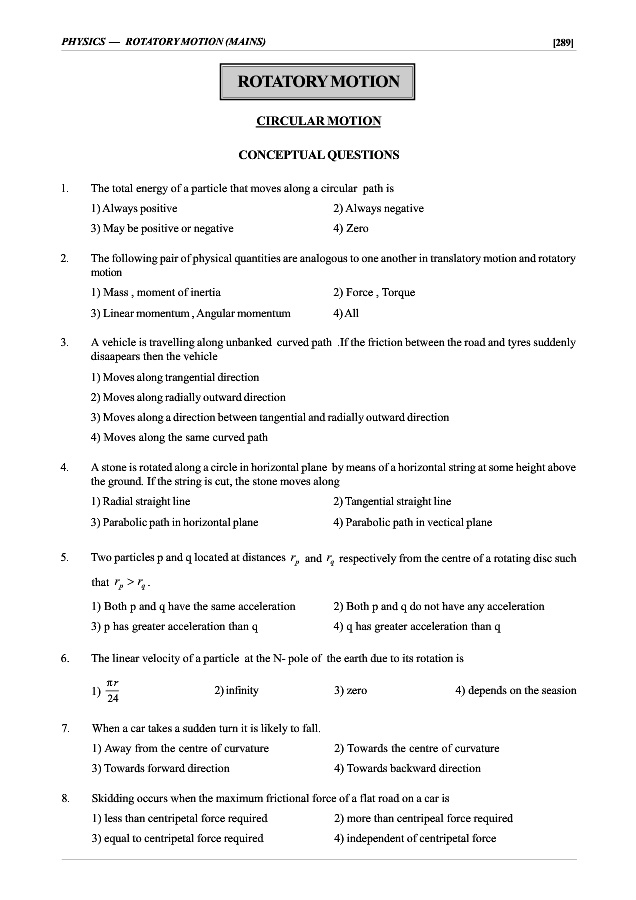 PHYSICS — ROTATORY MOTION (MAINS) [289]
ROTATORY MOTION
CIRCULAR MOTION
CONCEPTUAL QUESTIONS
1. The total energy of a particle that moves along a circular path is
1) Always positive 2) Always negative
3) May be positive or negative 4) Zero
2. The following pair of physical quantities are analogous to one another in translatory motion and rotatory
motion
1) Mass , moment of inertia 2) Force , Torque
3) Linear momentum , Angular momentum 4) All
3. A vehicle is travelling along unbanked curved path .If the friction between the road and tyres suddenly
disaapears then the vehicle
1) Moves along trangential direction
2) Moves along radially outward direction
3) Moves along a direction between tangential and radially outward direction
4) Moves along the same curved path
4. A stone is rotated along a circle in horizontal plane by means of a horizontal string at some height above
the ground. If the string is cut, the stone moves along
1) Radial straight line 2) Tangential straight line
3) Parabolic path in horizontal plane 4) Parabolic path in vectical plane
5. Two particles p and q located at distances r_p and r_q respectively from the centre of a rotating disc such
that r_p > r_q .
1) Both p and q have the same acceleration 2) Both p and q do not have any acceleration
3) p has greater acceleration than q 4) q has greater acceleration than q
6. The linear velocity of a particle at the N- pole of the earth due to its rotation is
1) πr/24 2) infinity 3) zero 4) depends on the seasion
7. When a car takes a sudden turn it is likely to fall.
1) Away from the centre of curvature 2) Towards the centre of curvature
3) Towards forward direction 4) Towards backward direction
8. Skidding occurs when the maximum frictional force of a flat road on a car is
1) less than centripetal force required 2) more than centripeal force required
3) equal to centripetal force required 4) independent of centripetal force